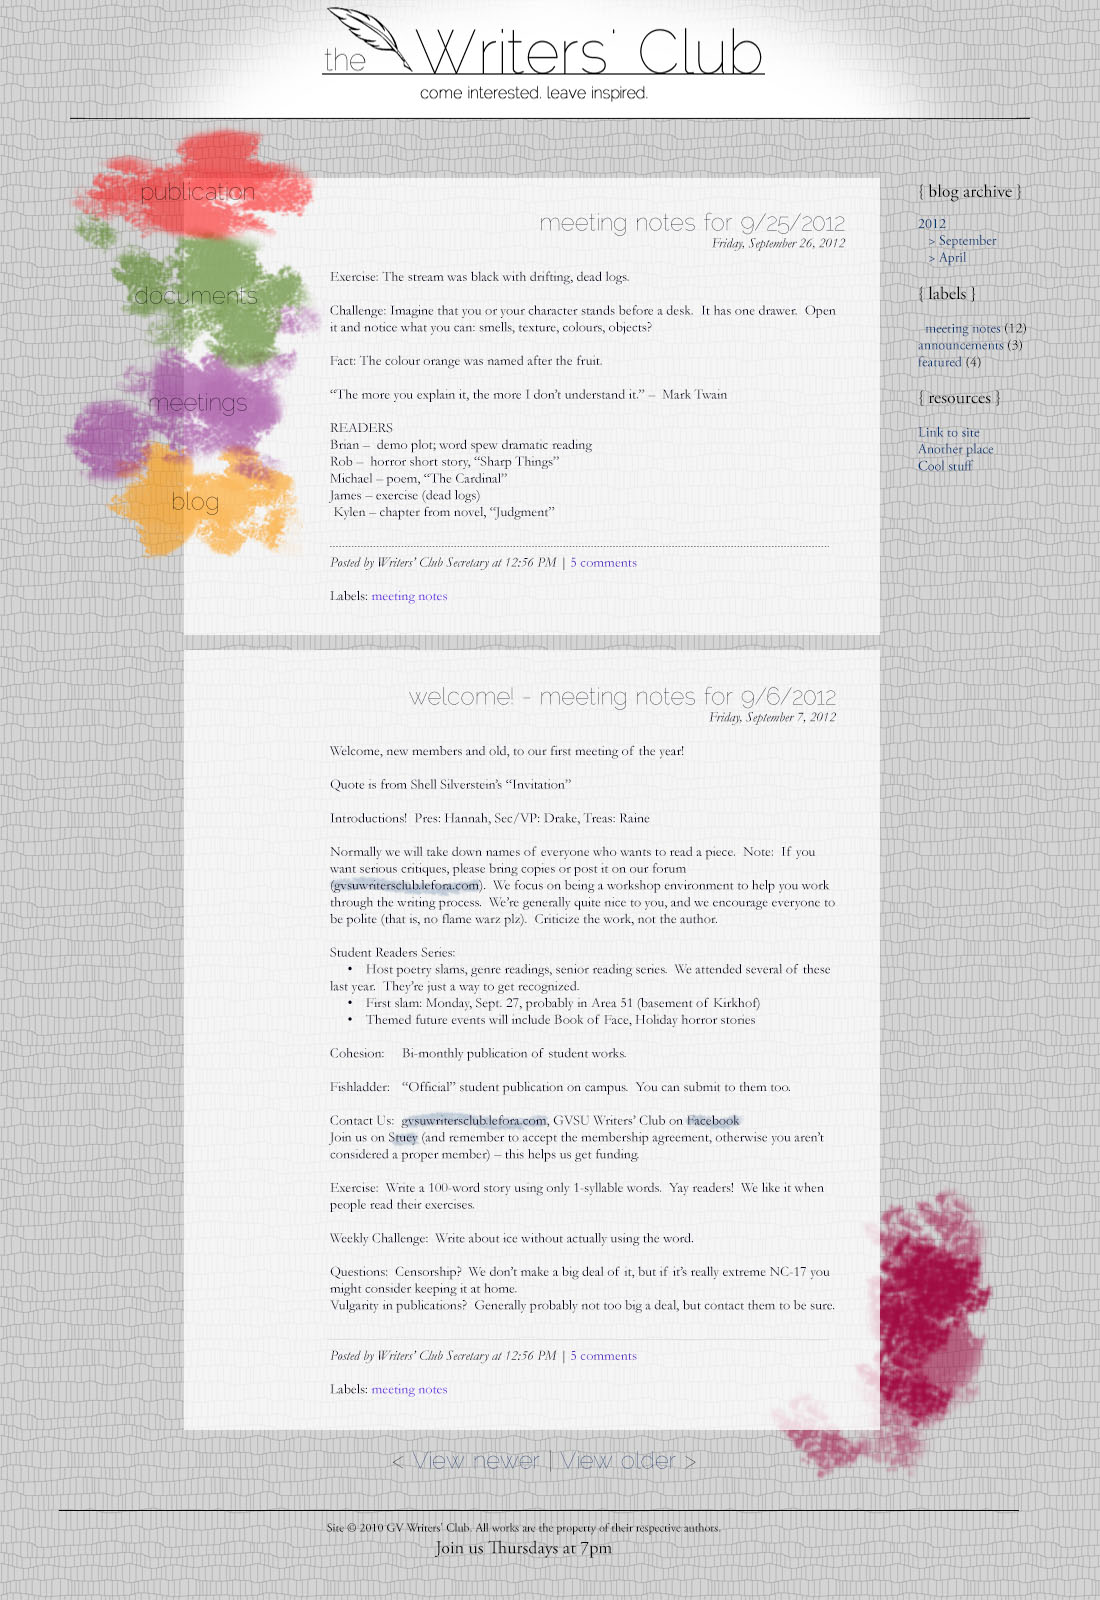 the Writers' Club
come interested. leave inspired.
publication
documents
meetings
blog
meeting notes for 9/25/2012
Friday, September 26, 2012
Exercise: The stream was black with drifting, dead logs.
Challenge: Imagine that you or your character stands before a desk.  It has one drawer.  Open
it and notice what you can: smells, texture, colours, objects?
Fact: The colour orange was named after the fruit.
“The more you explain it, the more I don’t understand it.” –  Mark Twain
READERS
Brian –  demo plot; word spew dramatic reading
Rob –  horror short story, “Sharp Things”
Michael – poem, “The Cardinal”
James – exercise (dead logs)
Kylen – chapter from novel, “Judgment”
Posted by Writers’ Club Secretary at 12:56 PM | 5 comments
Labels: meeting notes
{ blog archive }
2012
> September
> April
{ labels }
meeting notes (12)
announcements (3)
featured (4)
{ resources }
Link to site
Another place
Cool stuff
welcome! - meeting notes for 9/6/2012
Friday, September 7, 2012
Welcome, new members and old, to our first meeting of the year!
Quote is from Shell Silverstein’s “Invitation”
Introductions!  Pres: Hannah, Sec/VP: Drake, Treas: Raine
Normally we will take down names of everyone who wants to read a piece.  Note:  If you
want serious critiques, please bring copies or post it on our forum
(gvsuwritersclub.lefora.com).  We focus on being a workshop environment to help you work
through the writing process.  We’re generally quite nice to you, and we encourage everyone to
be polite (that is, no flame warz plz).  Criticize the work, not the author.
Student Readers Series:
• Host poetry slams, genre readings, senior reading series.  We attended several of these
last year.  They’re just a way to get recognized.
• First slam: Monday, Sept. 27, probably in Area 51 (basement of Kirkhof)
• Themed future events will include Book of Face, Holiday horror stories
Cohesion: Bi-monthly publication of student works.
Fishladder: “Official” student publication on campus.  You can submit to them too.
Contact Us:  gvsuwritersclub.lefora.com, GVSU Writers’ Club on Facebook
Join us on Stuey (and remember to accept the membership agreement, otherwise you aren’t
considered a proper member) – this helps us get funding.
Exercise:  Write a 100-word story using only 1-syllable words.  Yay readers!  We like it when
people read their exercises.
Weekly Challenge:  Write about ice without actually using the word.
Questions:  Censorship?  We don’t make a big deal of it, but if it’s really extreme NC-17 you
might consider keeping it at home.
Vulgarity in publications?  Generally probably not too big a deal, but contact them to be sure.
Posted by Writers’ Club Secretary at 12:56 PM | 5 comments
Labels: meeting notes
< View newer | View older >
Site © 2010 GV Writers' Club. All works are the property of their respective authors.
Join us Thursdays at 7pm